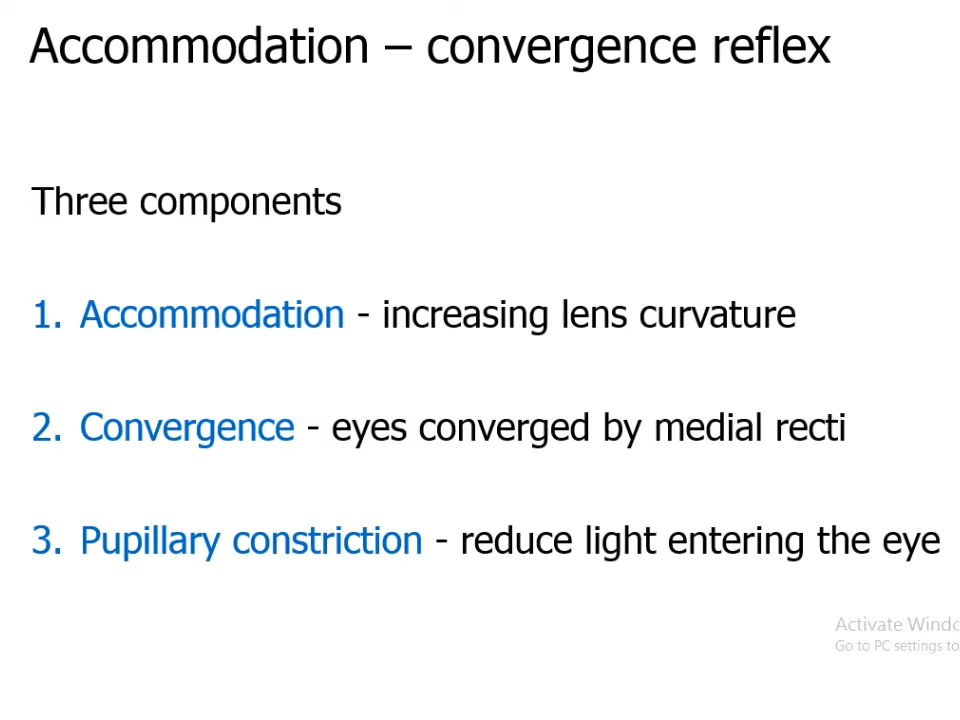 Accommodation – convergence reflex
Three components
1. Accommodation - increasing lens curvature
2. Convergence - eyes converged by medial recti
3. Pupillary constriction - reduce light entering the eye
Activate
Go to PC settings to